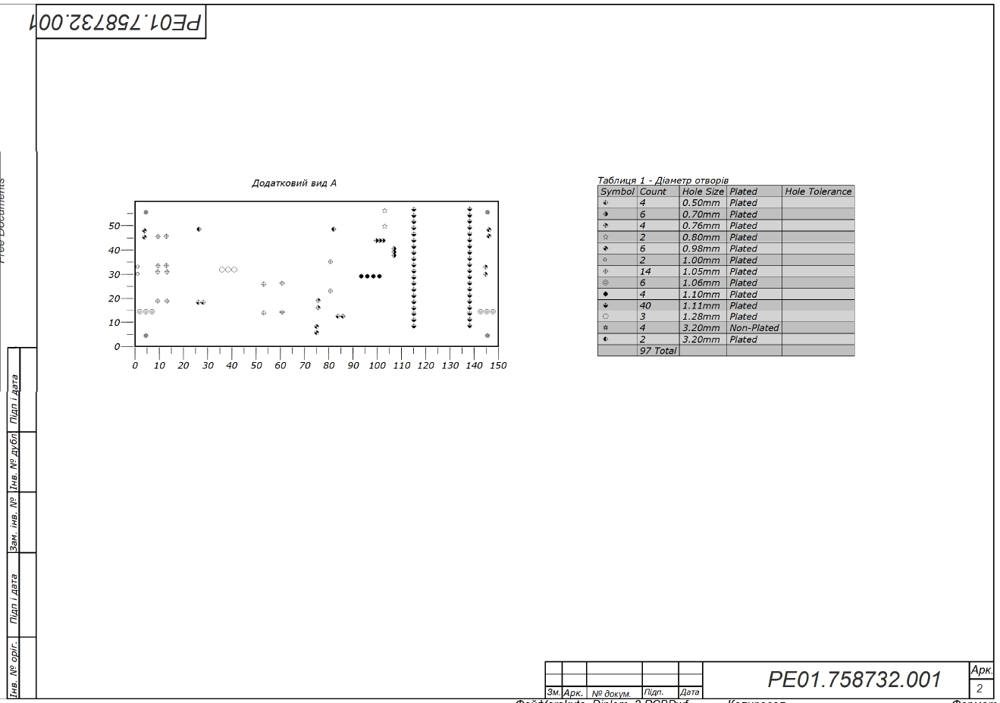 РЕ01.758732.001
Free Documents
Додатковий вид А
50
40
30
20
10
0
0 10 20 30 40 50 60 70 80 90 100 110 120 130 140 150
Таблиця 1 - Діаметр отворів
Symbol Count Hole Size Plated Hole Tolerance
4 0.50mm Plated
6 0.70mm Plated
4 0.76mm Plated
2 0.80mm Plated
6 0.98mm Plated
2 1.00mm Plated
14 1.05mm Plated
6 1.06mm Plated
4 1.10mm Plated
40 1.11mm Plated
3 1.28mm Plated
4 3.20mm Non-Plated
2 3.20mm Plated
97 Total
Підп і дата
Інв. № дубл
Зам. інв. №
Підп і дата
Інв. № оріг.
Зм. Арк. № докум. Підп. Дата
РЕ01.758732.001
Арк.
2